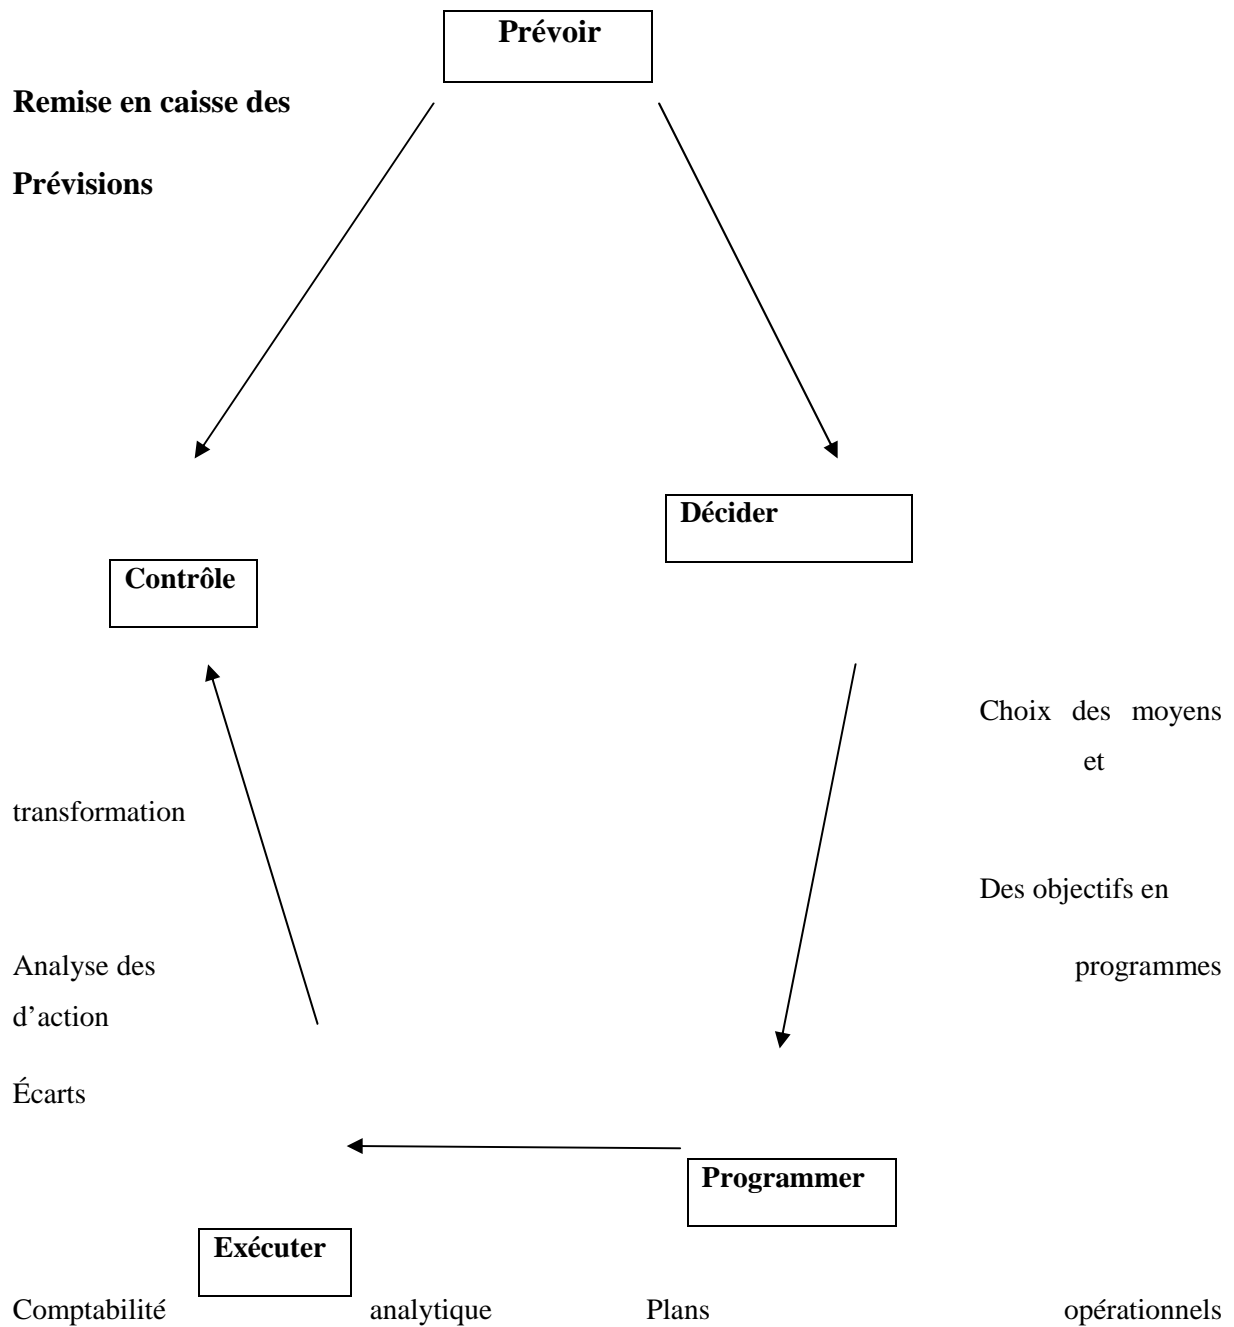 Prévoir
Remise en caisse des
Prévisions
Décider
Contrôle
Choix des moyens
et
transformation
Des objectifs en
Analyse des programmes
d’action
Écarts
Programmer
Exécuter
Comptabilité analytique Plans opérationnels